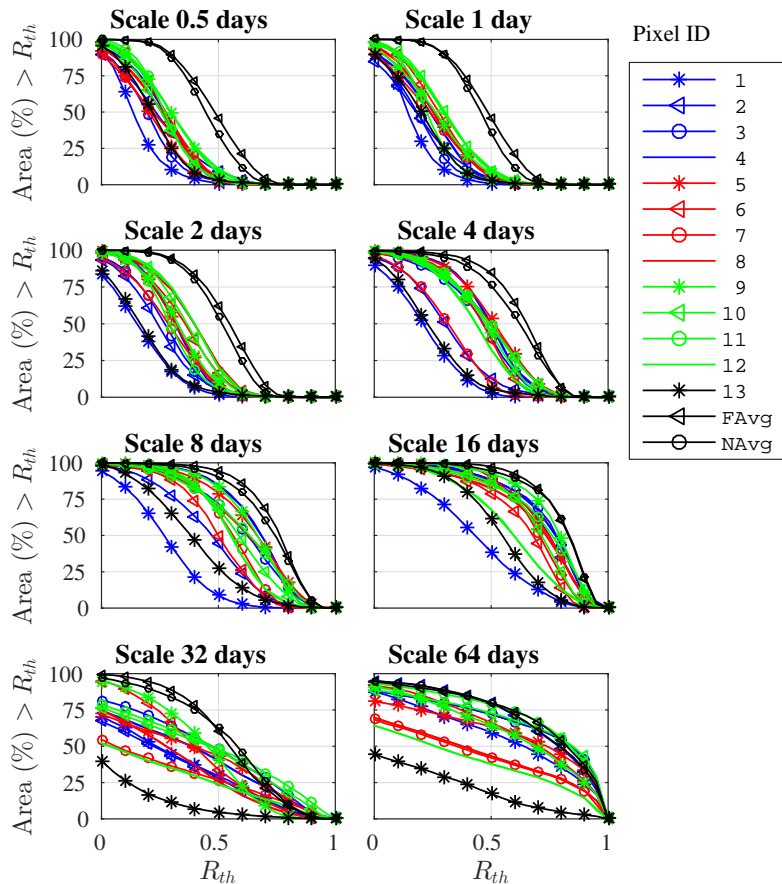 Scale 0.5 days
Scale 1 day
Pixel ID
Area (%) > R_th
100
75
50
25
0
1
2
3
4
5
6
7
8
9
10
11
12
13
FAvg
NAvg
Scale 2 days
Scale 4 days
Area (%) > R_th
100
75
50
25
0
Scale 8 days
Scale 16 days
Area (%) > R_th
100
75
50
25
0
Scale 32 days
Scale 64 days
Area (%) > R_th
100
75
50
25
0
0 0.5 1
0 0.5 1
R_th
R_th